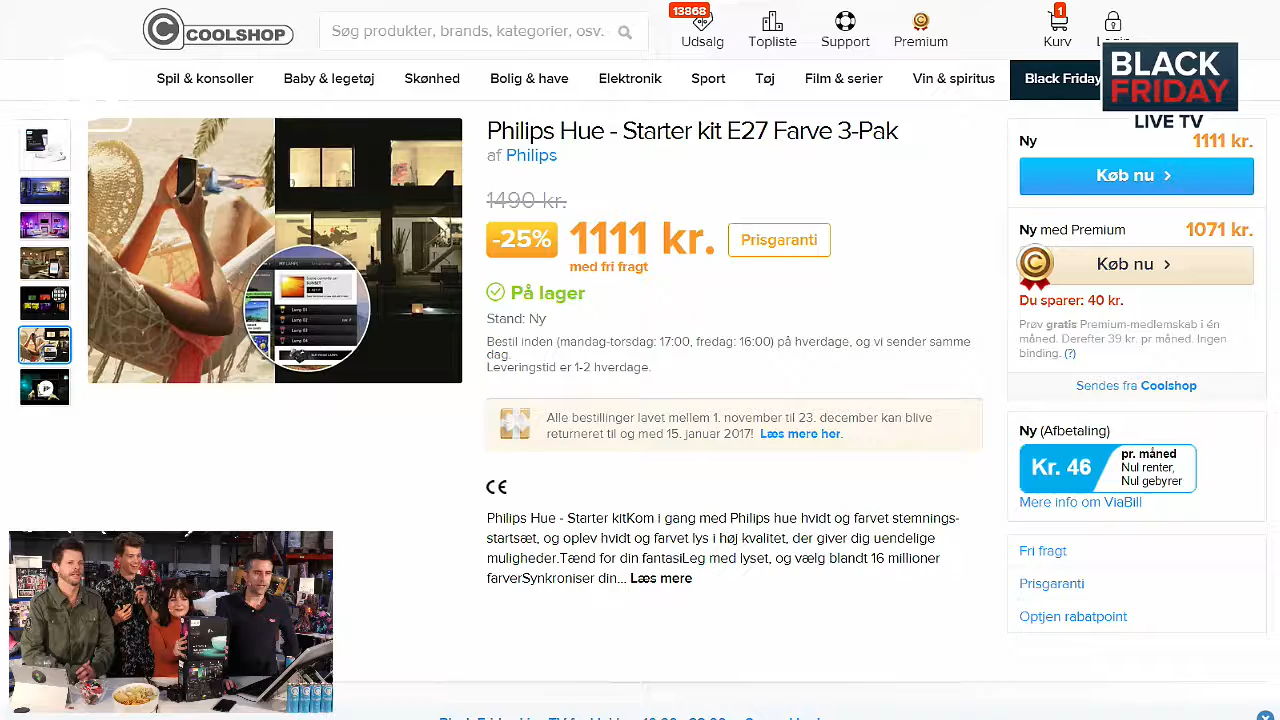 COOLSHOP
Søg produkter, brands, kategorier, osv.
13868
Udsalg
Topliste
Support
Premium
1
Kurv
Spil & konsoller
Baby & legetøj
Skønhed
Bolig & have
Elektronik
Sport
Tøj
Film & serier
Vin & spiritus
Black Friday
BLACK
FRIDAY
LIVE TV
Philips Hue - Starter kit E27 Farve 3-Pak
af Philips
1490 kr.
-25%
1111 kr.
med fri fragt
Prisgaranti
På lager
Stand: Ny
Bestil inden (mandag-torsdag: 17:00, fredag: 16:00) på hverdage, og vi sender samme
dag.
Leveringstid er 1-2 hverdage.
Alle bestillinger lavet mellem 1. november til 23. december kan blive
returneret til og med 15. januar 2017! Læs mere her.
CE
Philips Hue - Starter kitKom i gang med Philips hue hvidt og farvet stemnings-
startsæt, og oplev hvidt og farvet lys i høj kvalitet, der giver dig uendelige
muligheder.Tænd for din fantasiLeg med lyset, og vælg blandt 16 millioner
farverSynkroniser din... Læs mere
Ny
1111 kr.
Køb nu
Ny med Premium
1071 kr.
Køb nu
Du sparer: 40 kr.
Prøv gratis Premium-medlemskab i én
måned. Derefter 39 kr. pr måned. Ingen
binding. (?)
Sendes fra Coolshop
Ny (Afbetaling)
Kr. 46
pr. måned
Nul renter,
Nul gebyrer
Mere info om ViaBill
Fri fragt
Prisgaranti
Optjen rabatpoint